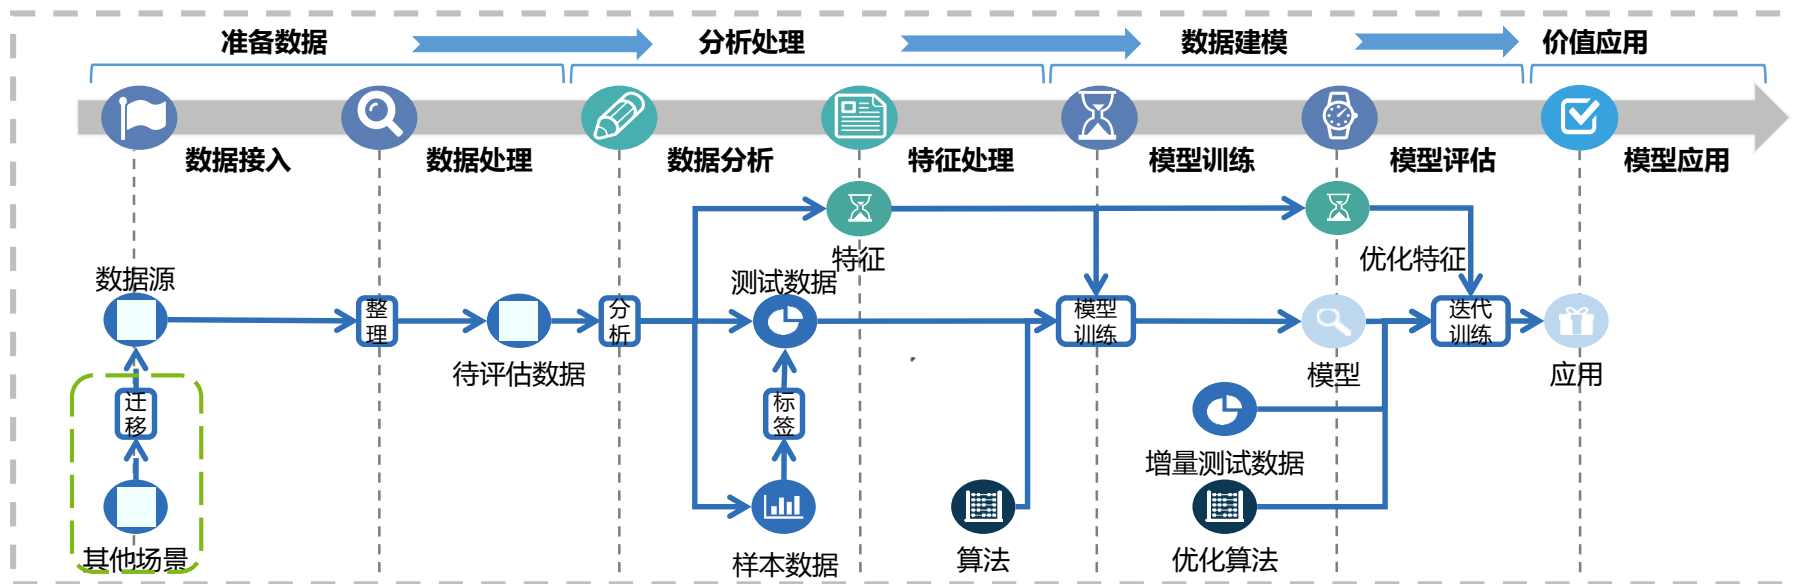 准备数据
分析处理
数据建模
价值应用
数据接入
数据处理
数据分析
特征处理
模型训练
模型评估
模型应用
特征
优化特征
数据源
测试数据
整
理
分
析
模型
训练
迭代
训练
待评估数据
模型
应用
迁
移
标
签
增量测试数据
其他场景
样本数据
算法
优化算法